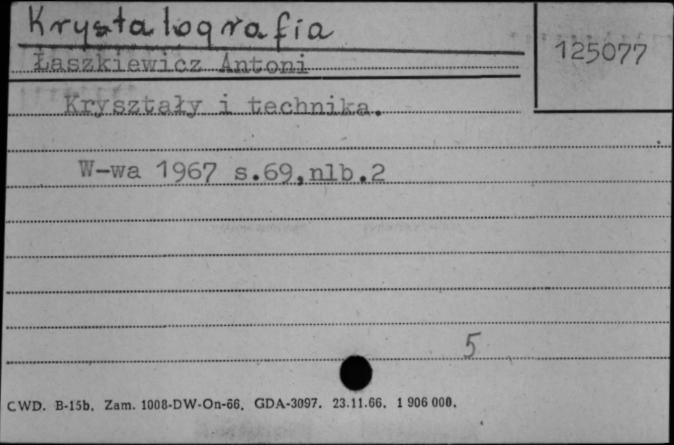 Krystalografia
125077
Łaszkiewicz Antoni
Kryształy i technika.
W-wa 1967 s.69,nlb.2
5
CWD. B-15b. Zam. 1008-DW-On-66. GDA-3097. 23.11.66. 1 906 000.